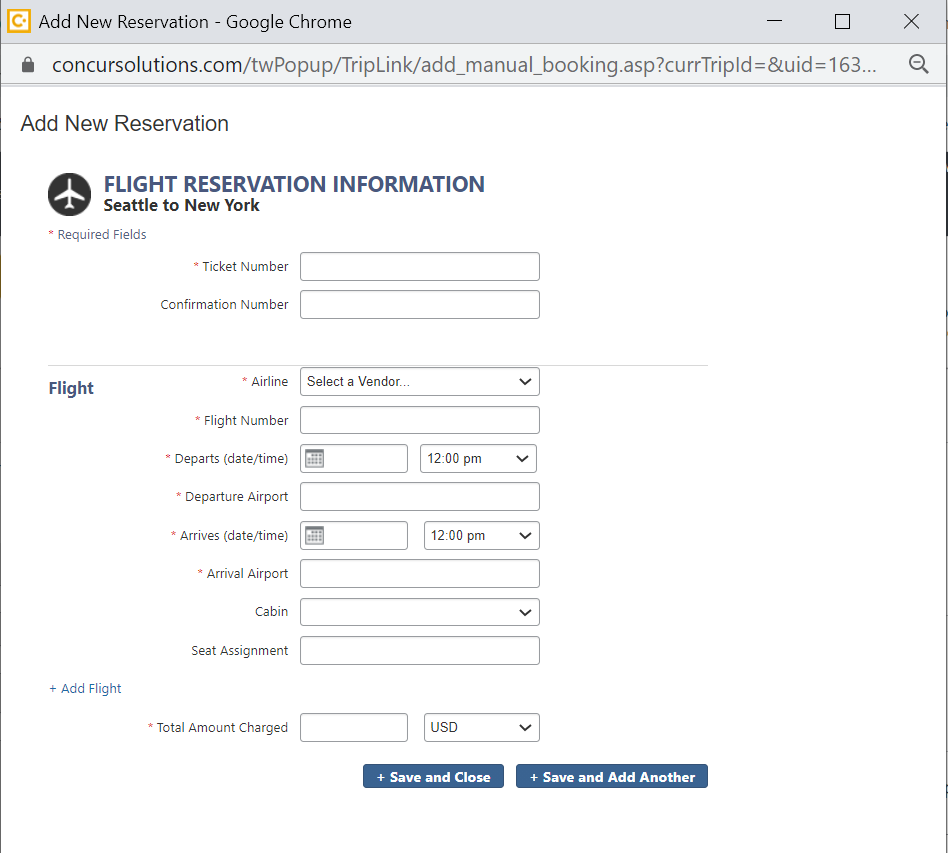 Add New Reservation - Google Chrome
concursolutions.com/twPopup/TripLink/add_manual_booking.asp?currTripId=&uid=163...
Add New Reservation
FLIGHT RESERVATION INFORMATION
Seattle to New York
* Required Fields
* Ticket Number
Confirmation Number
Flight
* Airline Select a Vendor...
* Flight Number
* Departs (date/time) 12:00 pm
* Departure Airport
* Arrives (date/time) 12:00 pm
* Arrival Airport
Cabin
Seat Assignment
+ Add Flight
* Total Amount Charged USD
+ Save and Close + Save and Add Another